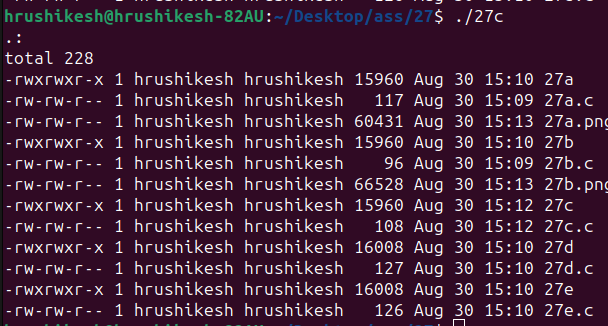 hrushikesh@hrushikesh-82AU:~/Desktop/ass/27$ ./27c
.:
total 228
-rwxrwxr-x 1 hrushikesh hrushikesh 15960 Aug 30 15:10 27a
-rw-rw-r-- 1 hrushikesh hrushikesh   117 Aug 30 15:09 27a.c
-rw-rw-r-- 1 hrushikesh hrushikesh 60431 Aug 30 15:13 27a.png
-rwxrwxr-x 1 hrushikesh hrushikesh 15960 Aug 30 15:10 27b
-rw-rw-r-- 1 hrushikesh hrushikesh    96 Aug 30 15:09 27b.c
-rw-rw-r-- 1 hrushikesh hrushikesh 66528 Aug 30 15:13 27b.png
-rwxrwxr-x 1 hrushikesh hrushikesh 15960 Aug 30 15:12 27c
-rw-rw-r-- 1 hrushikesh hrushikesh   108 Aug 30 15:12 27c.c
-rwxrwxr-x 1 hrushikesh hrushikesh 16008 Aug 30 15:10 27d
-rw-rw-r-- 1 hrushikesh hrushikesh   127 Aug 30 15:10 27d.c
-rwxrwxr-x 1 hrushikesh hrushikesh 16008 Aug 30 15:10 27e
-rw-rw-r-- 1 hrushikesh hrushikesh   126 Aug 30 15:10 27e.c